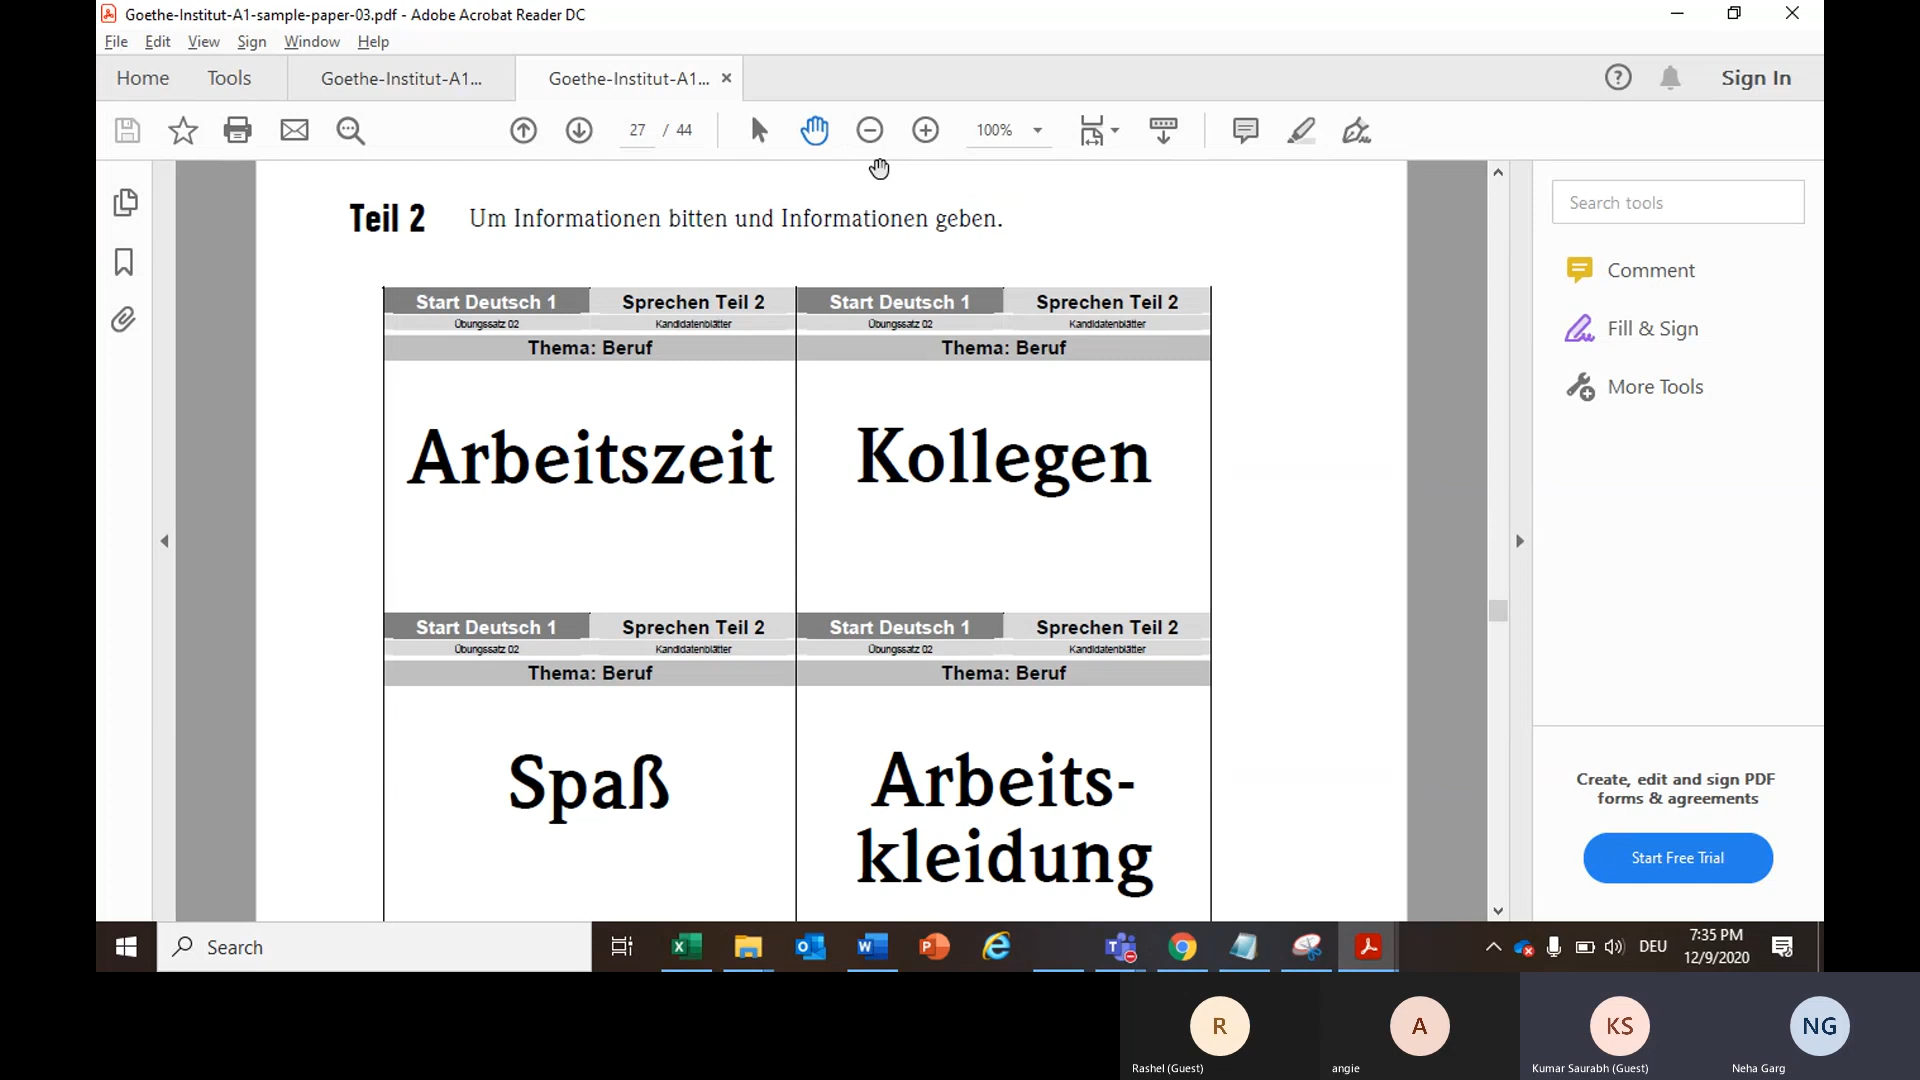 Goethe-Institut-A1-sample-paper-03.pdf - Adobe Acrobat Reader DC
File Edit View Sign Window Help
Home Tools Goethe-Institut-A1... Goethe-Institut-A1... Sign In
27 / 44 100%
Teil 2 Um Informationen bitten und Informationen geben.
Start Deutsch 1 Sprechen Teil 2 Start Deutsch 1 Sprechen Teil 2
Übungssatz 02 Kandidatenblätter Übungssatz 02 Kandidatenblätter
Thema: Beruf Thema: Beruf
Arbeitszeit Kollegen
Start Deutsch 1 Sprechen Teil 2 Start Deutsch 1 Sprechen Teil 2
Übungssatz 02 Kandidatenblätter Übungssatz 02 Kandidatenblätter
Thema: Beruf Thema: Beruf
Spaß Arbeits-
kleidung
Search tools
Comment
Fill & Sign
More Tools
Create, edit and sign PDF
forms & agreements
Start Free Trial
Search DEU 7:35 PM
12/9/2020
R A KS NG
Rashel (Guest) angie Kumar Saurabh (Guest) Neha Garg